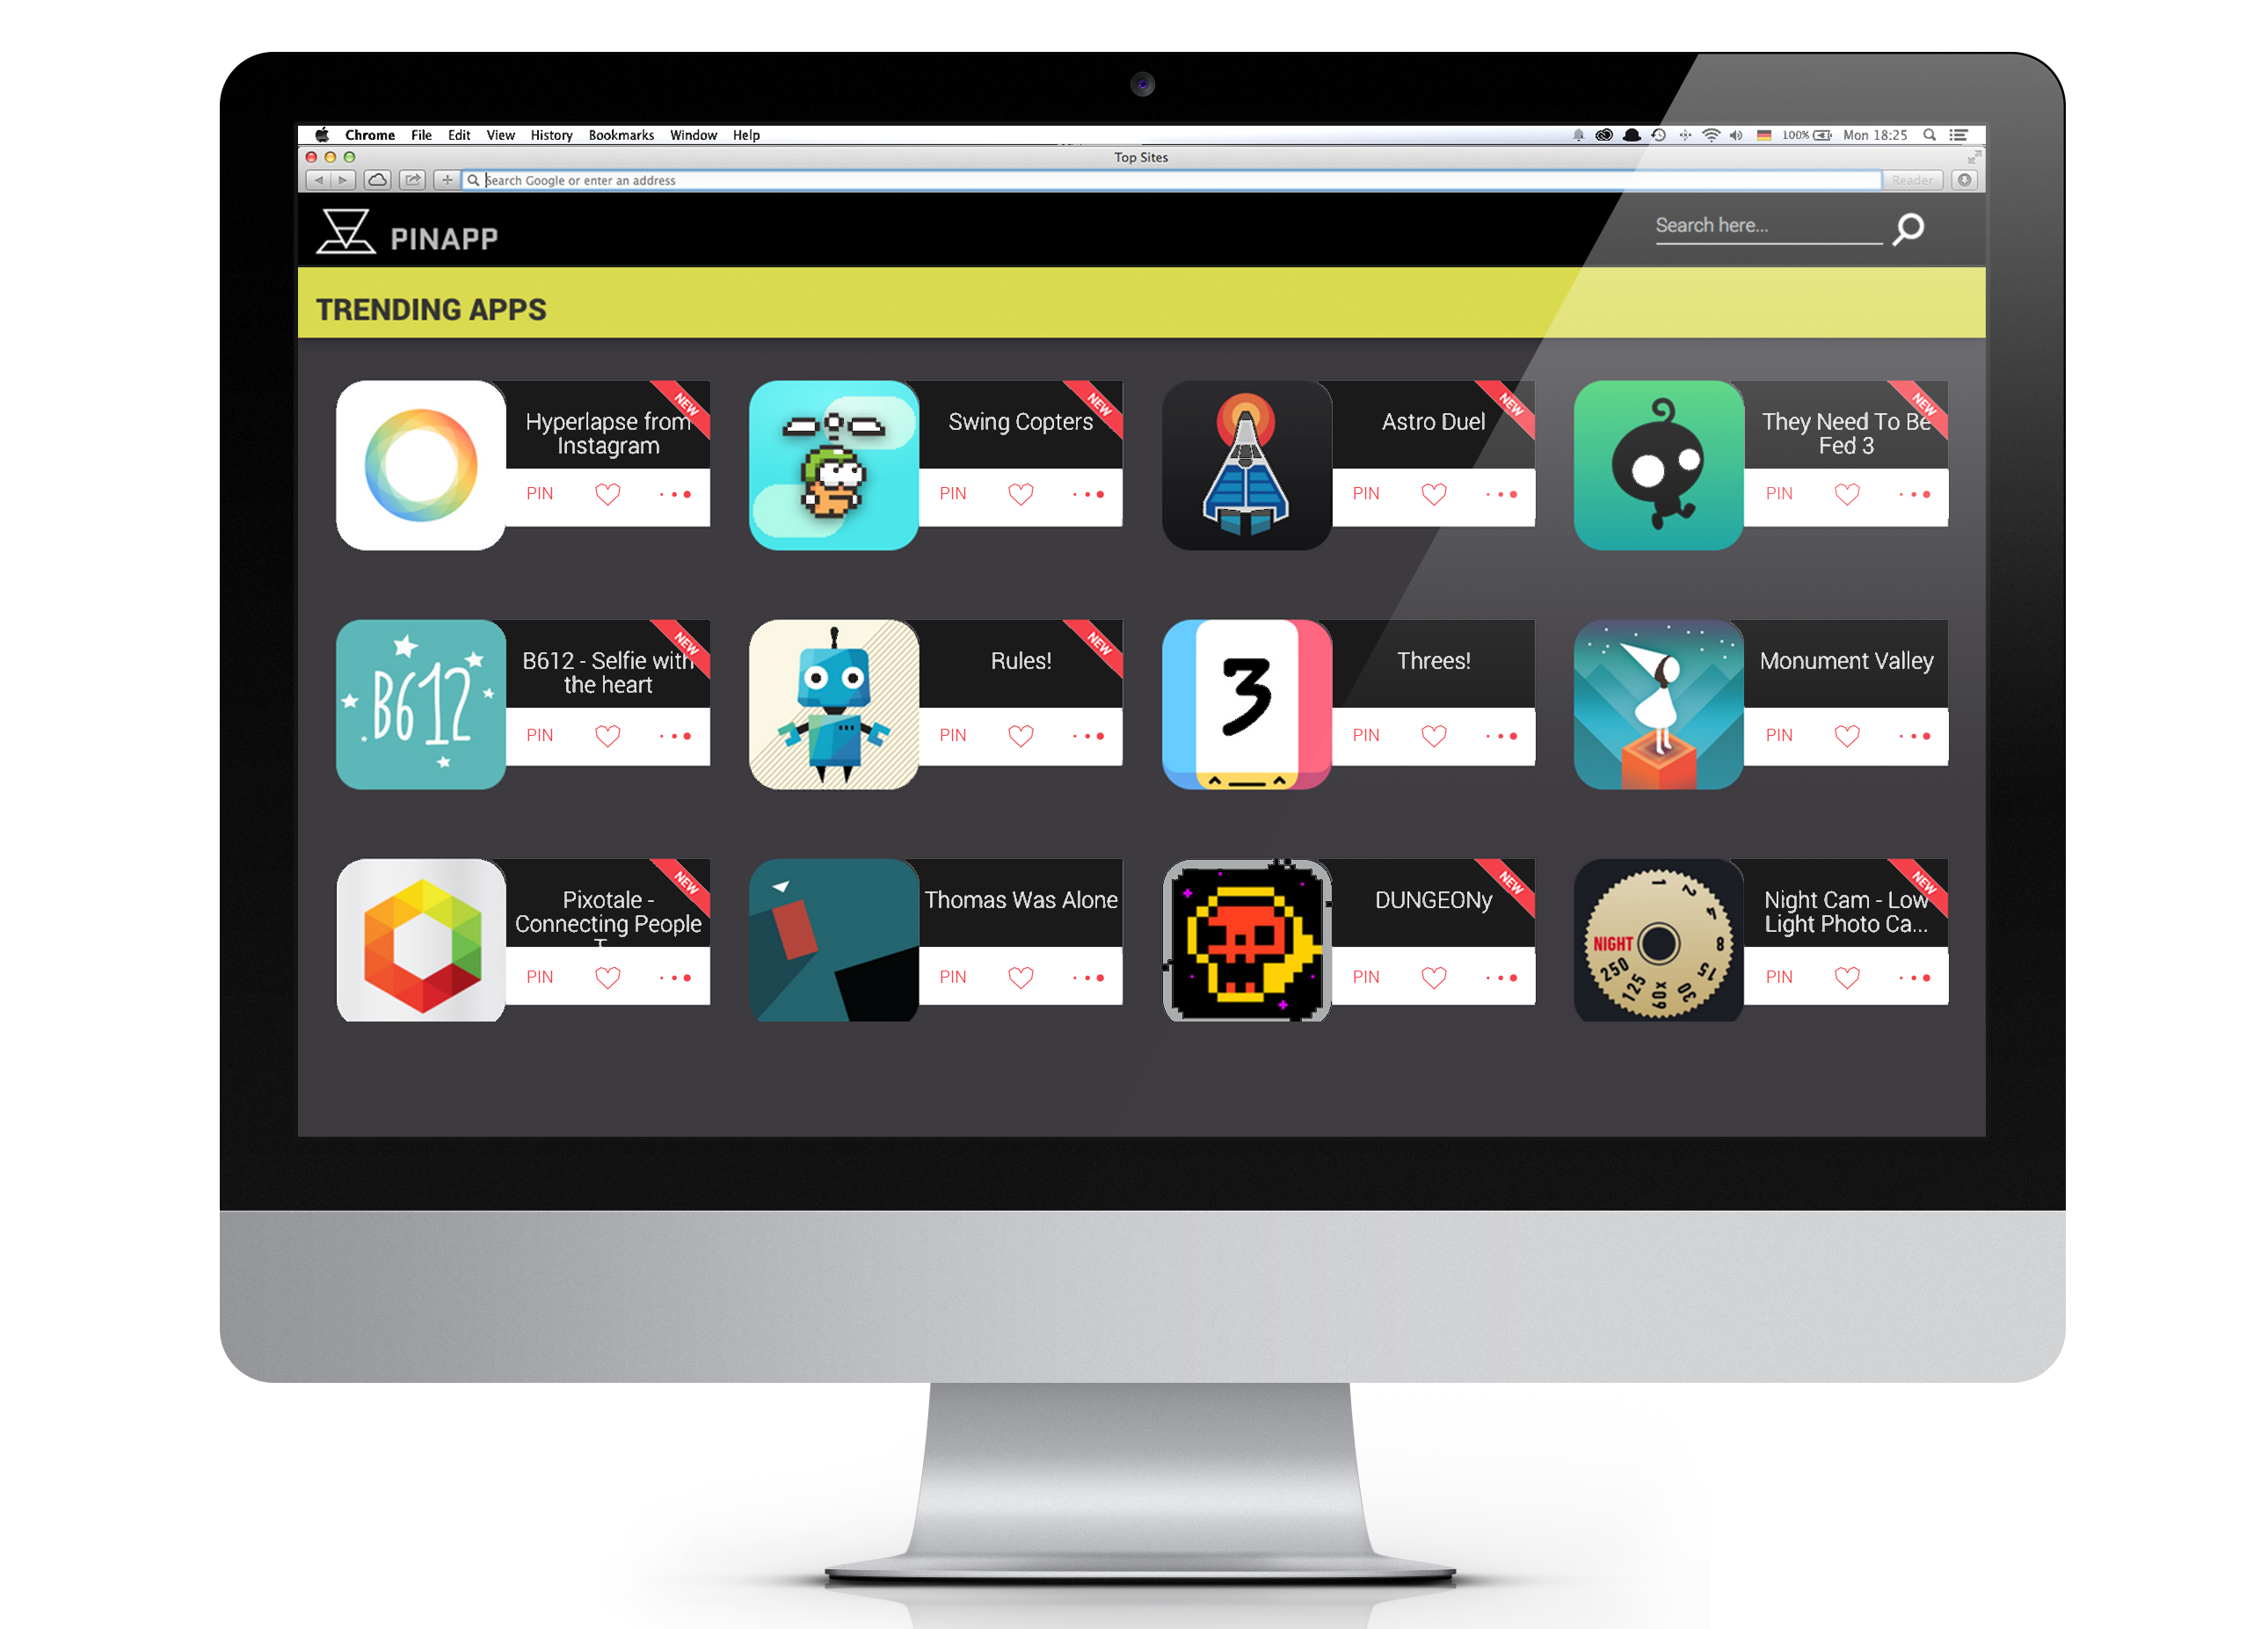 Chrome File Edit View History Bookmarks Window Help 100% Mon 18:25
Top Sites
Search Google or enter an address Reader
PINAPP Search here...
TRENDING APPS
Hyperlapse from Instagram NEW
PIN
Swing Copters NEW
PIN
Astro Duel NEW
PIN
They Need To Be Fed 3 NEW
PIN
B612
B612 - Selfie with the heart NEW
PIN
Rules! NEW
PIN
3
Threes!
PIN
Monument Valley
PIN
Pixotale - Connecting People NEW
PIN
Thomas Was Alone
PIN
DUNGEONy NEW
PIN
NIGHT 1 2 4 8 15 30 60x 125 250
Night Cam - Low Light Photo Ca... NEW
PIN